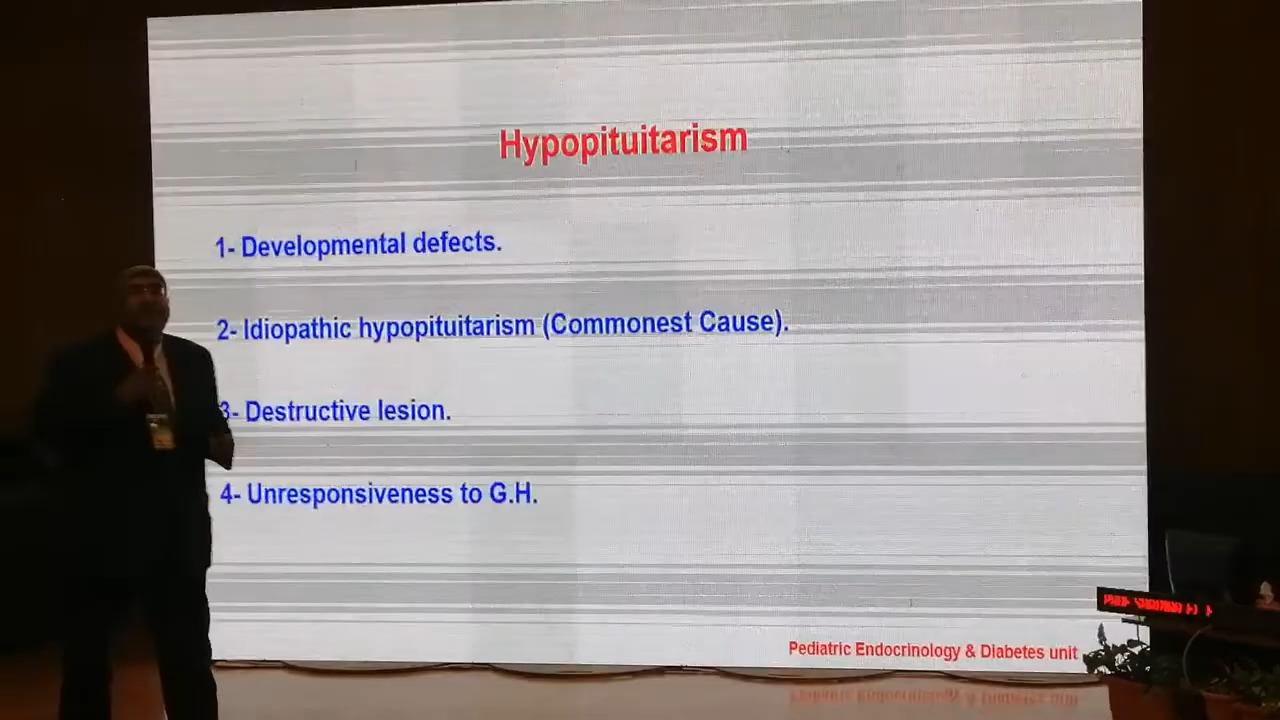 Hypopituitarism
1- Developmental defects.
2- Idiopathic hypopituitarism (Commonest Cause).
3- Destructive lesion.
4- Unresponsiveness to G.H.
Pediatric Endocrinology & Diabetes unit